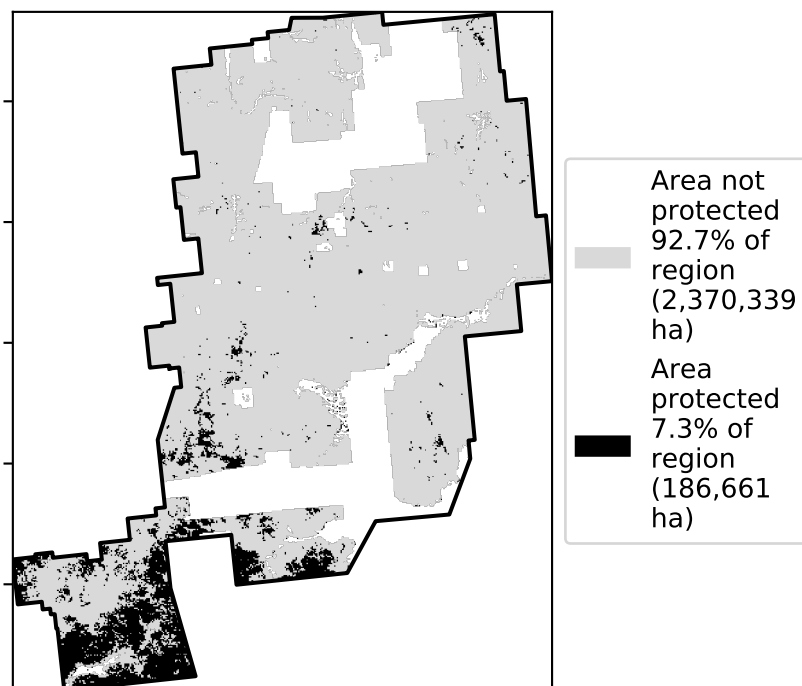 Area not
protected
92.7% of
region
(2,370,339
ha)
Area
protected
7.3% of
region
(186,661
ha)